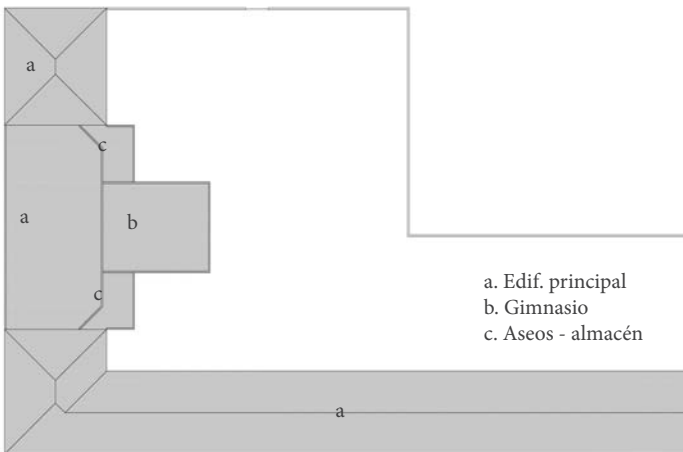 a
c
a
b
c
a. Edif. principal
b. Gimnasio
c. Aseos - almacén
a